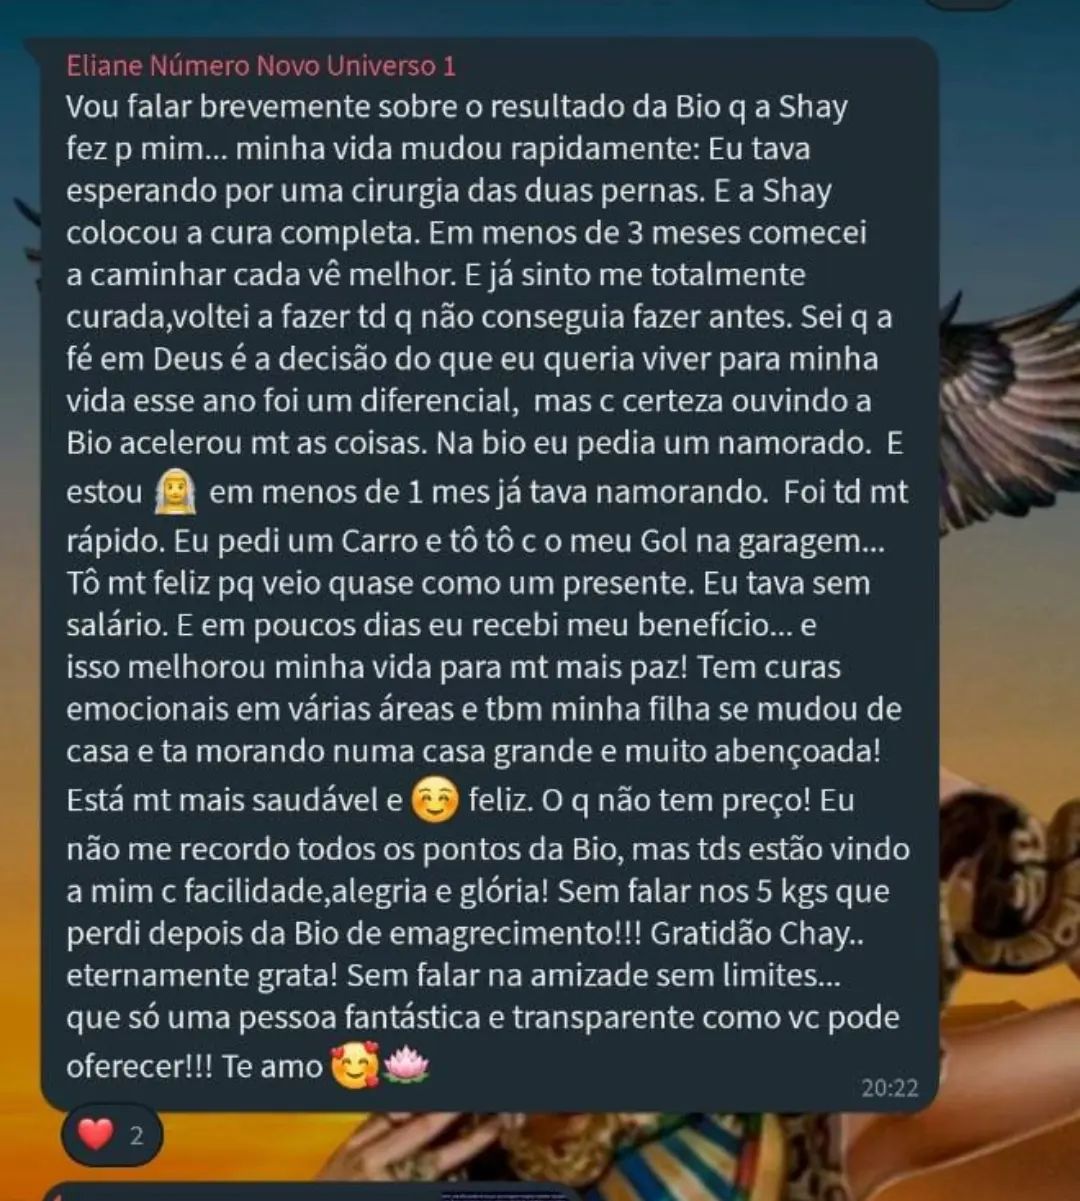 Eliane Número Novo Universo 1
Vou falar brevemente sobre o resultado da Bio q a Shay
fez p mim... minha vida mudou rapidamente: Eu tava
esperando por uma cirurgia das duas pernas. E a Shay
colocou a cura completa. Em menos de 3 meses comecei
a caminhar cada vê melhor. E já sinto me totalmente
curada,voltei a fazer td q não conseguia fazer antes. Sei q a
fé em Deus é a decisão do que eu queria viver para minha
vida esse ano foi um diferencial, mas c certeza ouvindo a
Bio acelerou mt as coisas. Na bio eu pedia um namorado. E
estou 👰 em menos de 1 mes já tava namorando. Foi td mt
rápido. Eu pedi um Carro e tô tô c o meu Gol na garagem...
Tô mt feliz pq veio quase como um presente. Eu tava sem
salário. E em poucos dias eu recebi meu benefício... e
isso melhorou minha vida para mt mais paz! Tem curas
emocionais em várias áreas e tbm minha filha se mudou de
casa e ta morando numa casa grande e muito abençoada!
Está mt mais saudável e ☺️ feliz. O q não tem preço! Eu
não me recordo todos os pontos da Bio, mas tds estão vindo
a mim c facilidade,alegria e glória! Sem falar nos 5 kgs que
perdi depois da Bio de emagrecimento!!! Gratidão Chay..
eternamente grata! Sem falar na amizade sem limites...
que só uma pessoa fantástica e transparente como vc pode
oferecer!!! Te amo 🥰🪷
20:22
❤️ 2